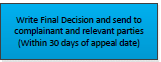 Write Final Decision and send to
complainant and relevant parties
(Within 30 days of appeal date)